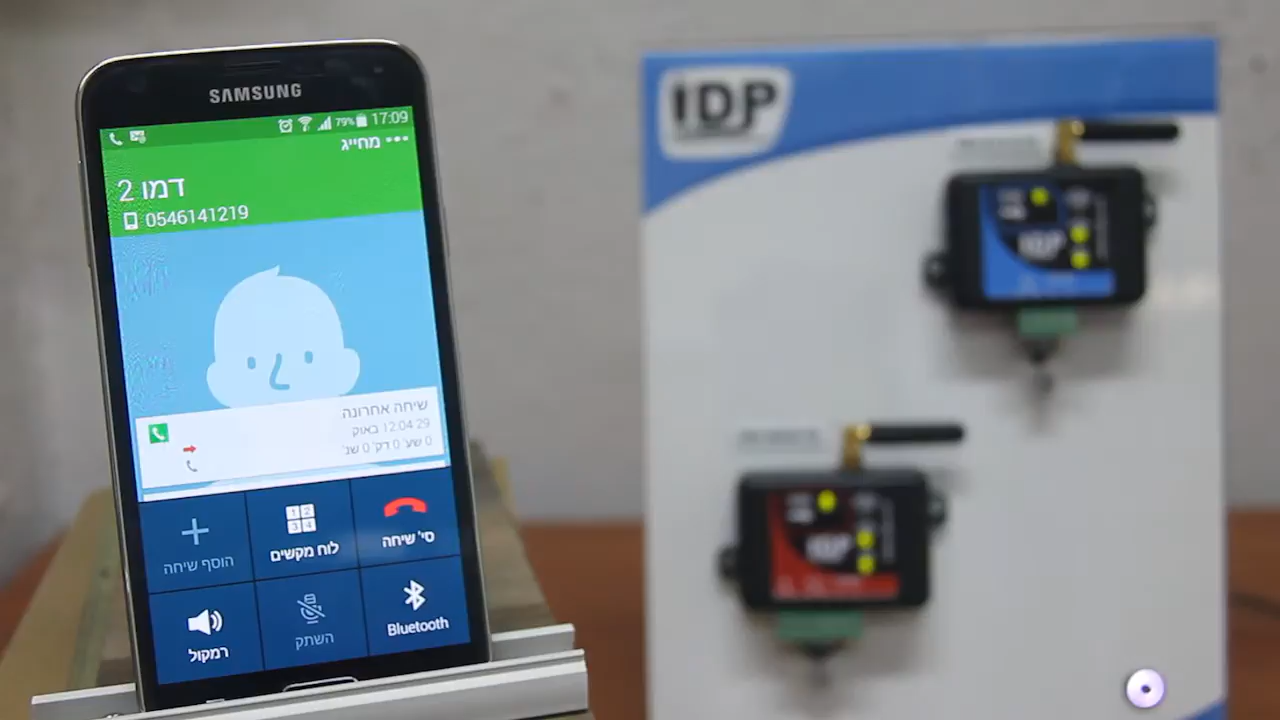 SAMSUNG
79% 17:09
מחייג
דמו 2
0546141219
שיחה אחרונה
12.04.29 באוק
0 שע' 0 דק' 0 שנ'
הוסף שיחה
לוח מקשים
סי' שיחה
רמקול
השתק
Bluetooth
IDP
IDP
IDP